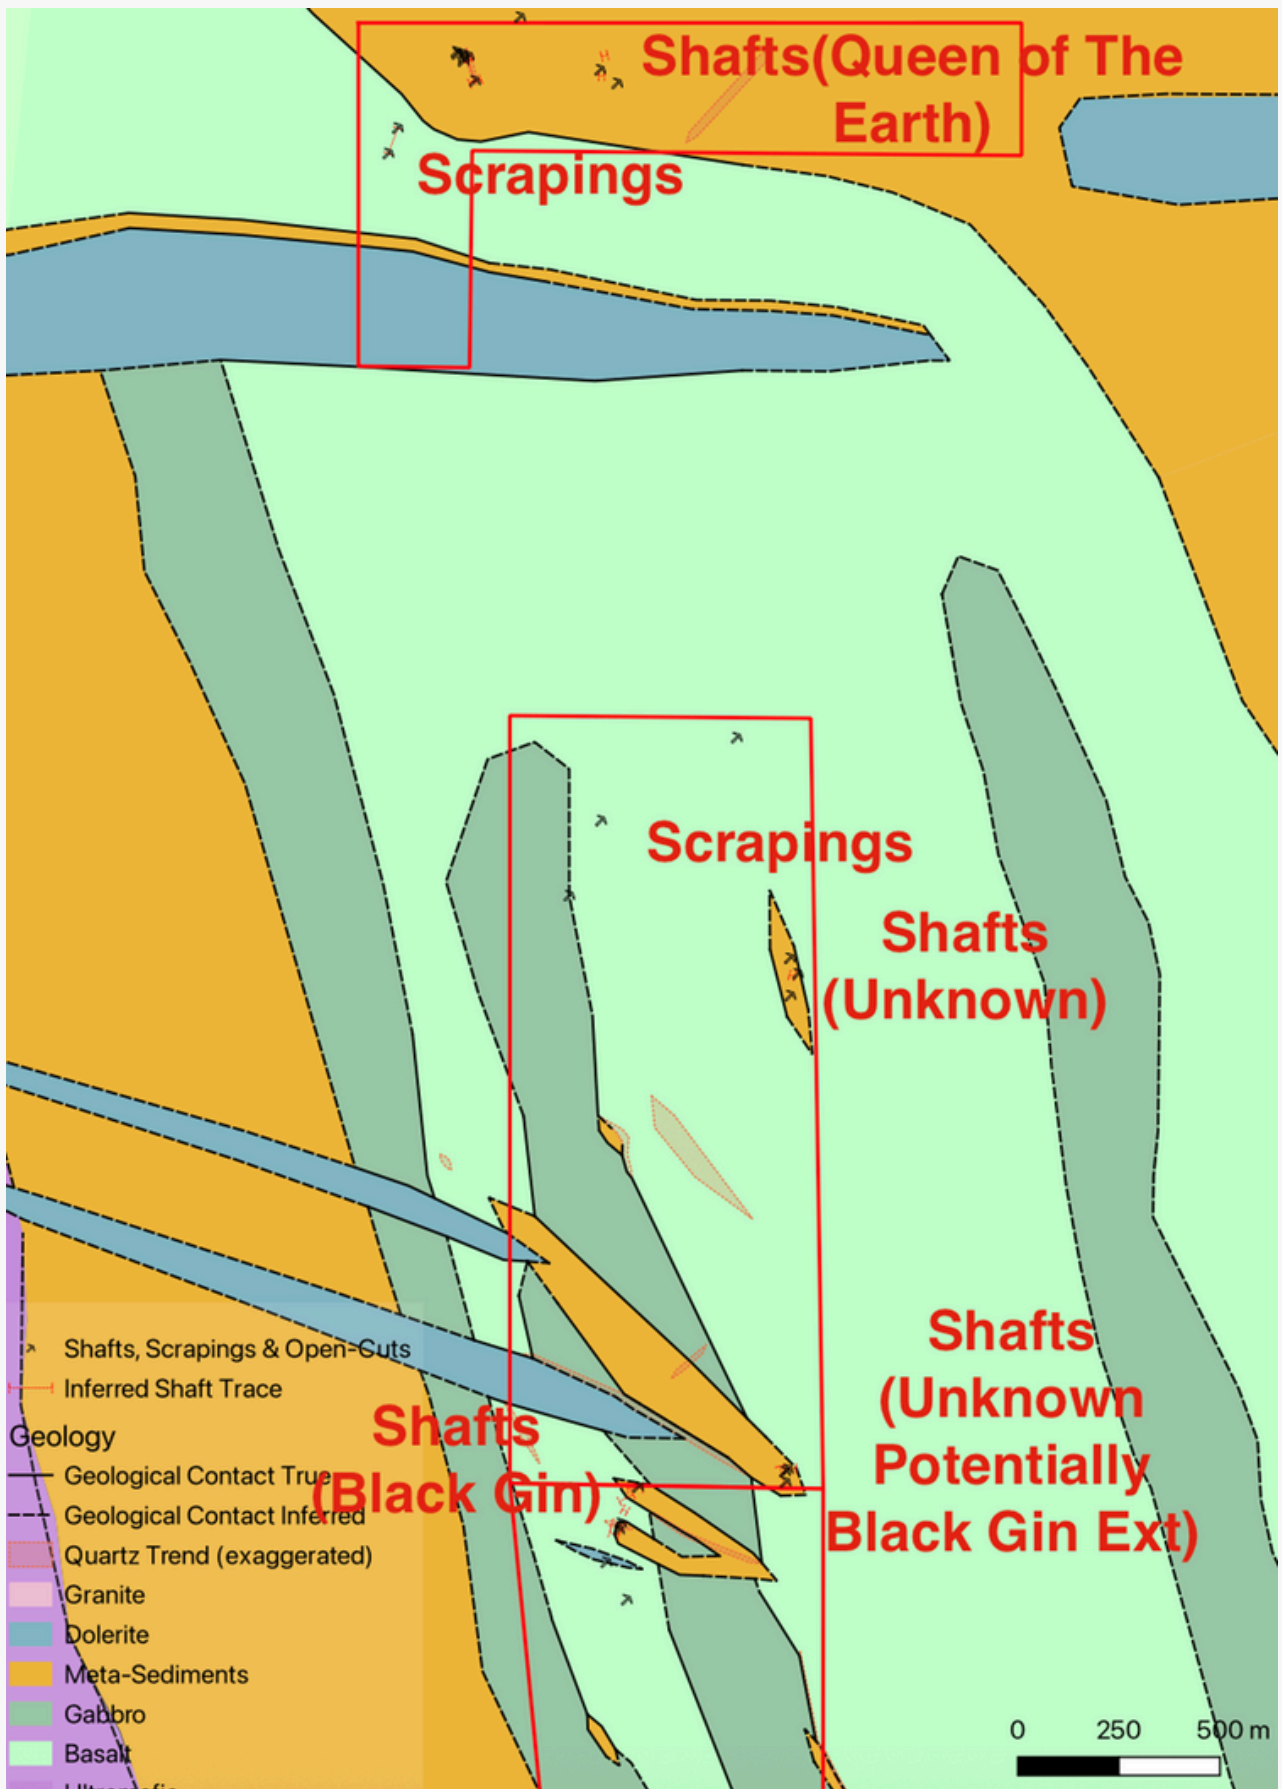 Shafts(Queen of The
Earth)
Scrapings
Scrapings
Shafts
(Unknown)
Shafts
(Unknown
Potentially
Black Gin Ext)
Shafts
(Black Gin)
Shafts, Scrapings & Open-Cuts
Inferred Shaft Trace
Geology
Geological Contact True
Geological Contact Inferred
Quartz Trend (exaggerated)
Granite
Dolerite
Meta-Sediments
Gabbro
Basalt
0 250 500 m